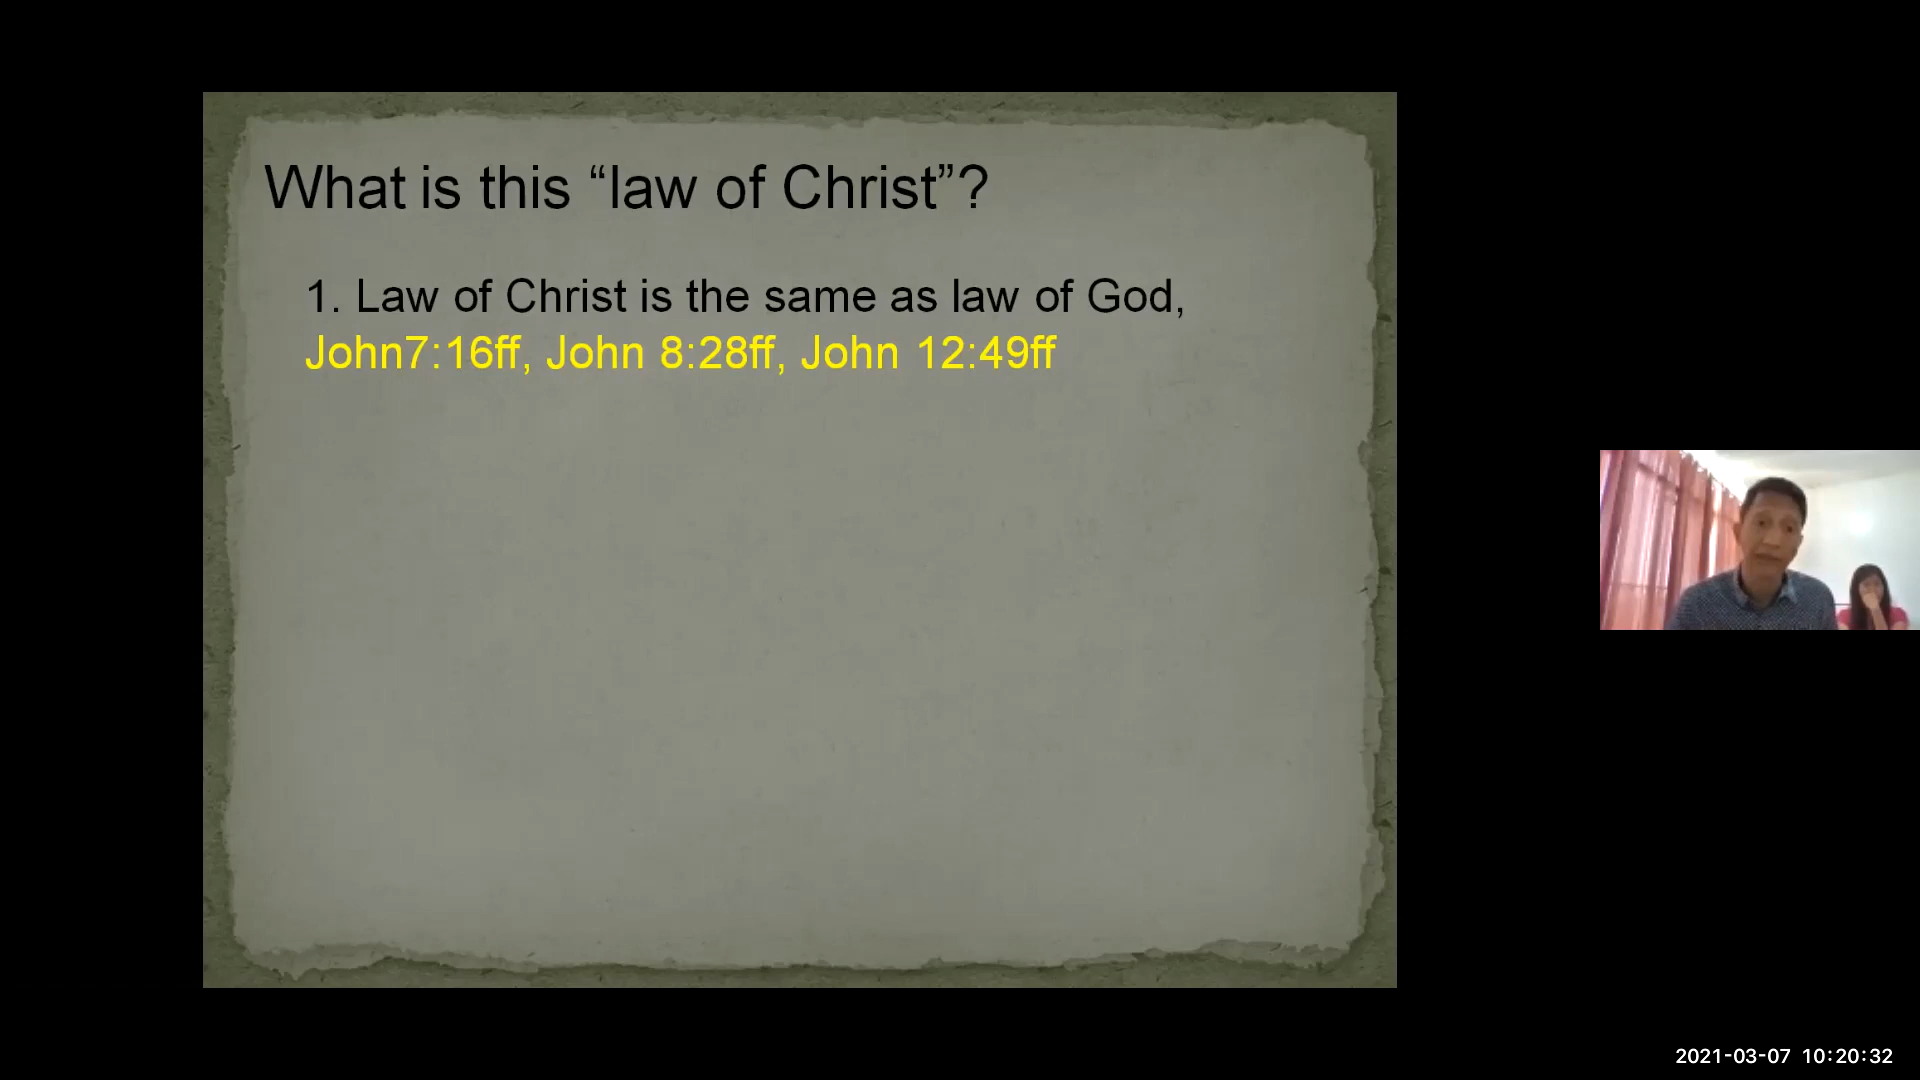 What is this “law of Christ”?
1. Law of Christ is the same as law of God,
John7:16ff, John 8:28ff, John 12:49ff
2021-03-07 10:20:32